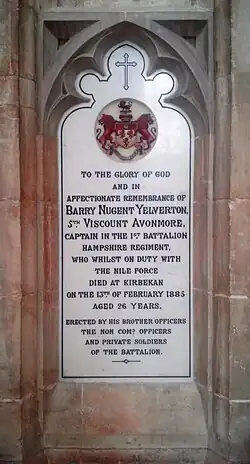 TO THE GLORY OF GOD
AND IN
AFFECTIONATE REMEMBRANCE OF
BARRY NUGENT YELVERTON,
5TH VISCOUNT AVONMORE,
CAPTAIN IN THE 1ST BATTALION
HAMPSHIRE REGIMENT,
WHO WHILST ON DUTY WITH
THE NILE FORCE
DIED AT KIRBEKAN
ON THE 13TH OF FEBRUARY 1885
AGED 26 YEARS.
ERECTED BY HIS BROTHER OFFICERS
THE NON COMD OFFICERS
AND PRIVATE SOLDIERS
OF THE BATTALION.